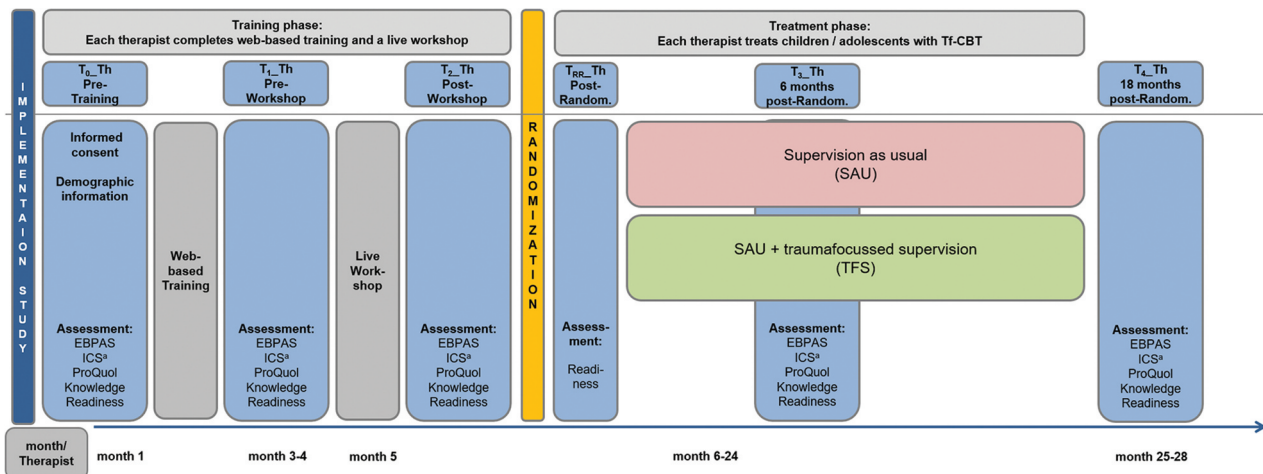 IMPLEMENTAION STUDY
Training phase:
Each therapist completes web-based training and a live workshop
Treatment phase:
Each therapist treats children / adolescents with Tf-CBT
T0_Th
Pre-
Training
T1_Th
Pre-
Workshop
T2_Th
Post-
Workshop
RANDOMIZATION
TRR_Th
Post-
Random.
T3_Th
6 months
post-Random.
T4_Th
18 months
post-Random.
Informed
consent
Demographic
information
Assessment:
EBPAS
ICSa
ProQuol
Knowledge
Readiness
Web-
based
Training
Assessment:
EBPAS
ICSa
ProQuol
Knowledge
Readiness
Live
Work-
shop
Assessment:
EBPAS
ICSa
ProQuol
Knowledge
Readiness
Assess-
ment:
Readi-
ness
Supervision as usual
(SAU)
SAU + traumafocussed supervision
(TFS)
Assessment:
EBPAS
ICSa
ProQuol
Knowledge
Readiness
Assessment:
EBPAS
ICSa
ProQuol
Knowledge
Readiness
month/
Therapist
month 1
month 3-4
month 5
month 6-24
month 25-28